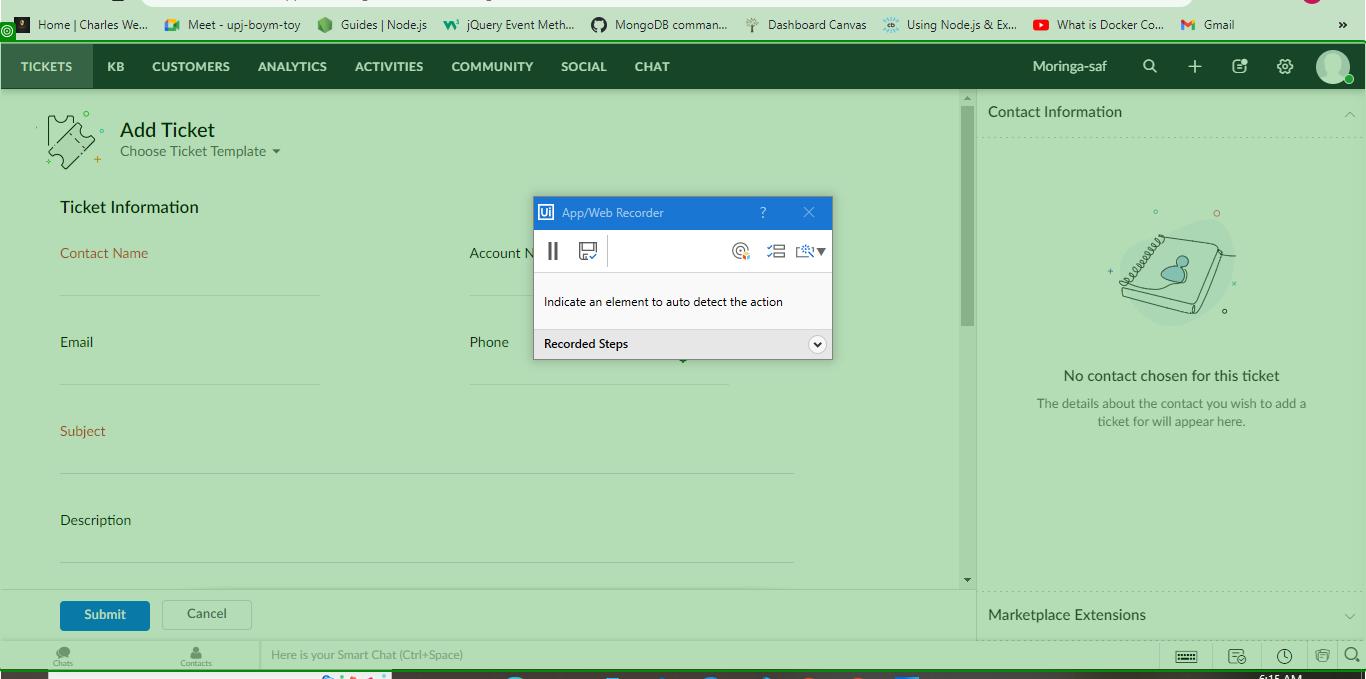 Home | Charles We... Meet - upj-boym-toy Guides | Node.js jQuery Event Meth... MongoDB comman... Dashboard Canvas Using Node.js & Ex... What is Docker Co... Gmail »
TICKETS KB CUSTOMERS ANALYTICS ACTIVITIES COMMUNITY SOCIAL CHAT Moringa-saf
Add Ticket
Choose Ticket Template
Ticket Information
Contact Name
Account N
Email
Phone
Subject
Description
Submit Cancel
Ui App/Web Recorder ?
Indicate an element to auto detect the action
Recorded Steps
Contact Information
No contact chosen for this ticket
The details about the contact you wish to add a
ticket for will appear here.
Marketplace Extensions
Chats
Contacts
Here is your Smart Chat (Ctrl+Space)
6:15 AM